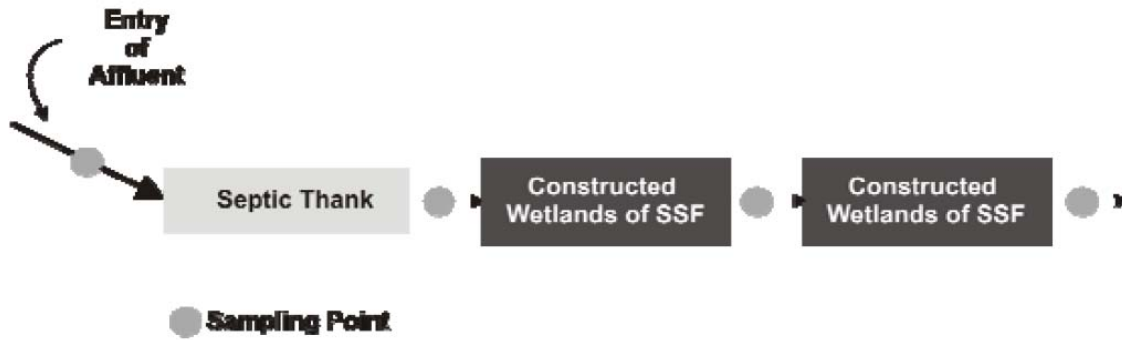 Entry
of
Affluent
Septic Thank
Constructed
Wetlands of SSF
Constructed
Wetlands of SSF
Sampling Point